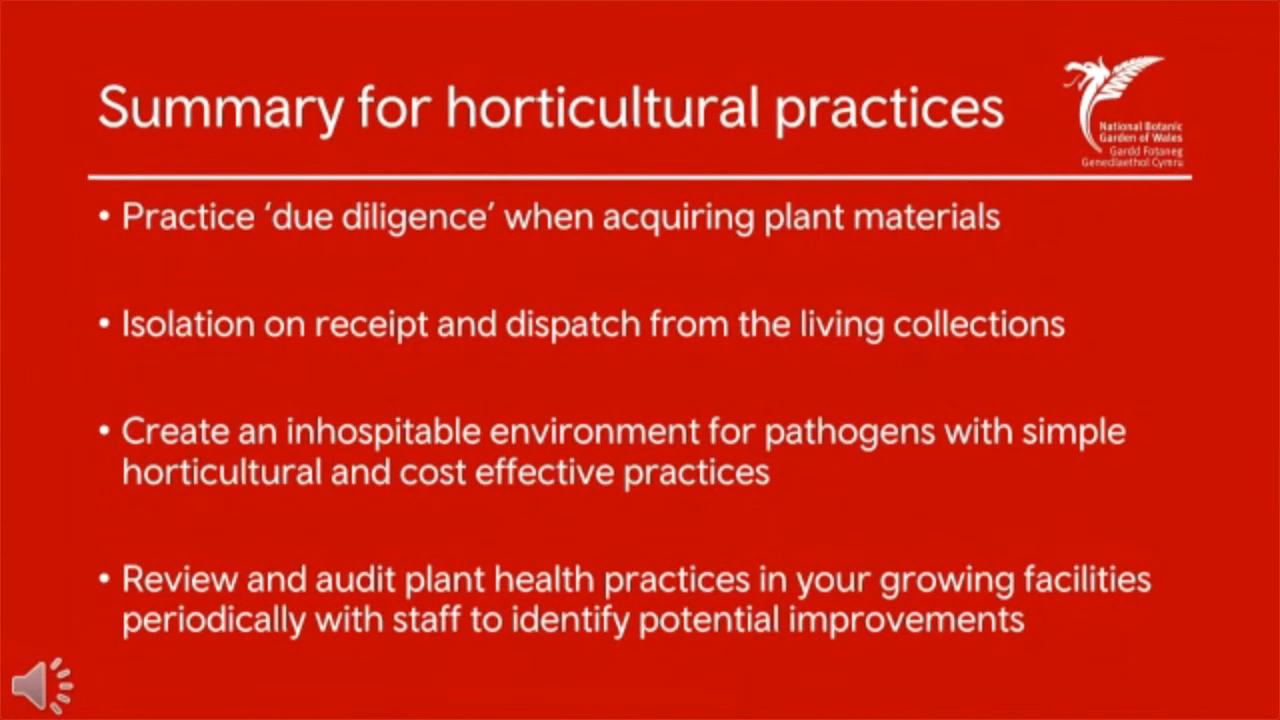 Summary for horticultural practices
National Botanic
Garden of Wales
Gardd Fotaneg
Genedlaethol Cymru
• Practice ‘due diligence’ when acquiring plant materials
• Isolation on receipt and dispatch from the living collections
• Create an inhospitable environment for pathogens with simple
horticultural and cost effective practices
• Review and audit plant health practices in your growing facilities
periodically with staff to identify potential improvements